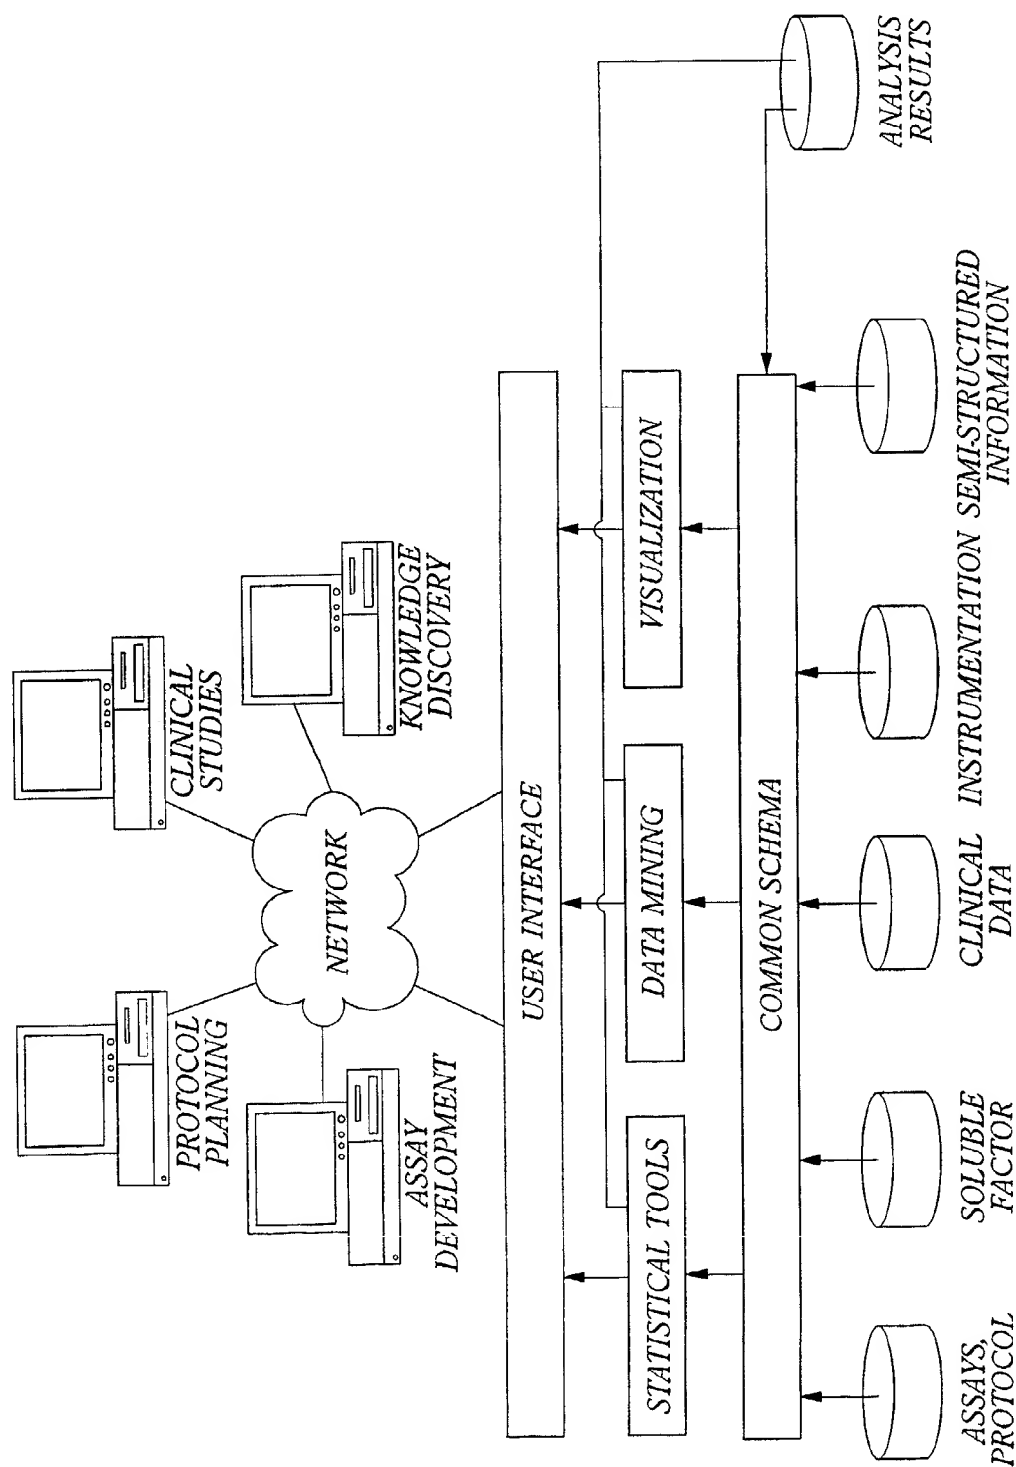 PROTOCOL
PLANNING
CLINICAL
STUDIES
ASSAY
DEVELOPMENT
NETWORK
KNOWLEDGE
DISCOVERY
USER INTERFACE
STATISTICAL TOOLS
DATA MINING
VISUALIZATION
COMMON SCHEMA
ASSAYS,
PROTOCOL
SOLUBLE
FACTOR
CLINICAL
DATA
INSTRUMENTATION
SEMI-STRUCTURED
INFORMATION
ANALYSIS
RESULTS